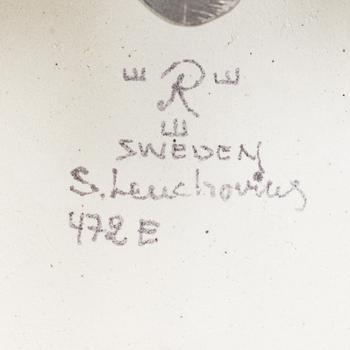 R
SWEDEN
S. Leuchovius
472 E